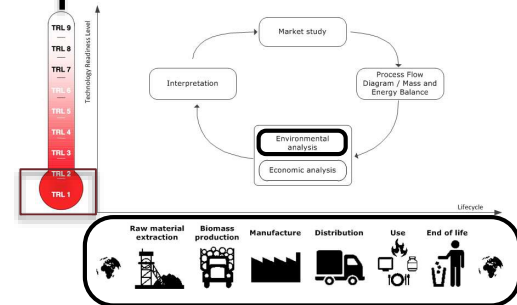 TRL 9
TRL 8
TRL 7
TRL 6
TRL 5
TRL 4
TRL 3
TRL 2
TRL 1
Technology Readiness Level
Market study
Process Flow
Diagram / Mass and
Energy Balance
Environmental
analysis
Economic analysis
Interpretation
Lifecycle
Raw material
extraction
Biomass
production
Manufacture
Distribution
Use
End of life